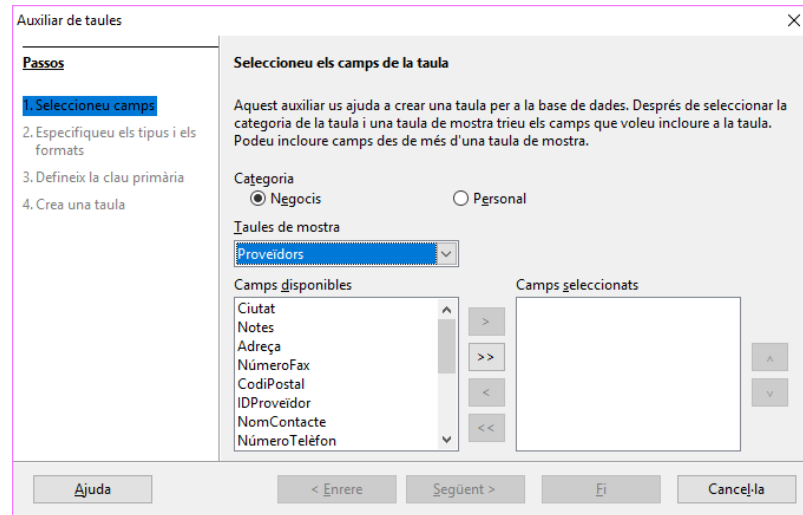 Auxiliar de taules
Passos
1. Seleccioneu camps
2. Especifiqueu els tipus i els
formats
3. Defineix la clau primària
4. Crea una taula
Seleccioneu els camps de la taula
Aquest auxiliar us ajuda a crear una taula per a la base de dades. Després de seleccionar la
categoria de la taula i una taula de mostra trieu els camps que voleu incloure a la taula.
Podeu incloure camps des de més d'una taula de mostra.
Categoria
Negocis
Personal
Taules de mostra
Proveïdors
Camps disponibles
Ciutat
Notes
Adreça
NúmeroFax
CodiPostal
IDProveïdor
NomContacte
NúmeroTelèfon
>
>>
<
<<
Camps seleccionats
Ajuda
< Enrere
Següent >
Fi
Cancel·la